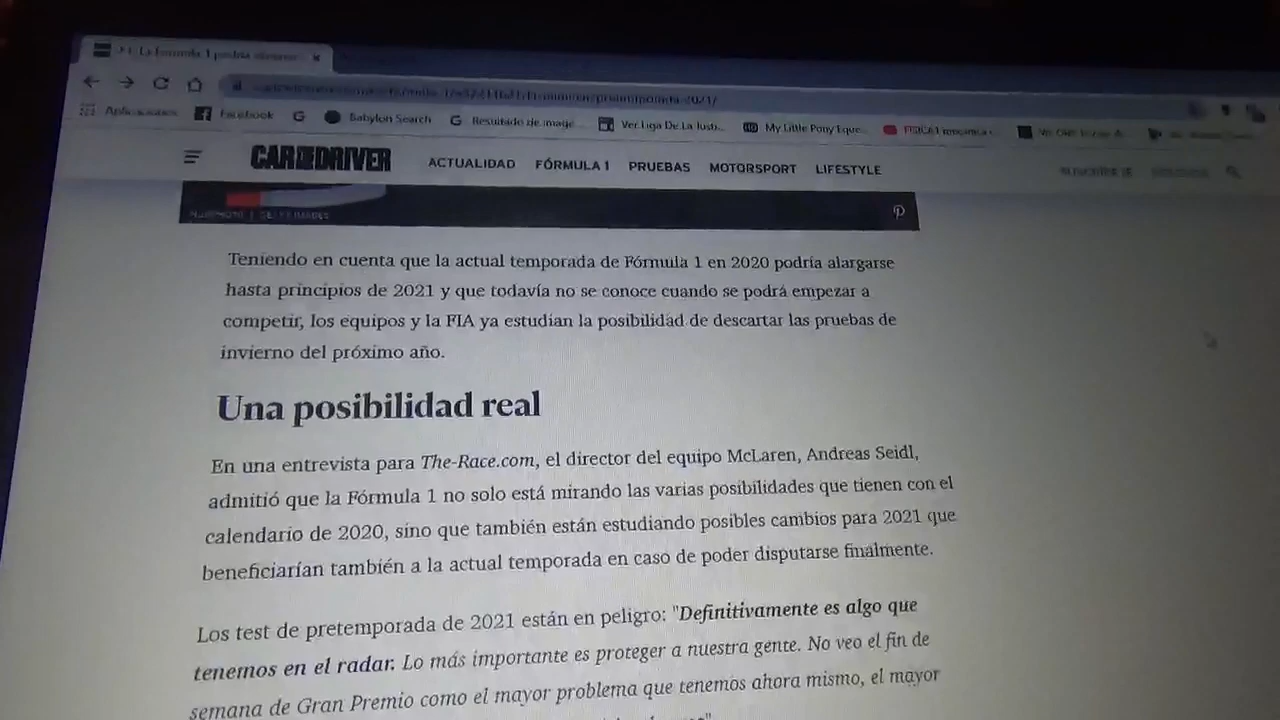 La Formula 1 podria
Aplicaciones Facebook Babylon Search Resultado de image... Ver Liga De La Justi... My Little Pony Eque...
CAR AND DRIVER ACTUALIDAD FÓRMULA 1 PRUEBAS MOTORSPORT LIFESTYLE
GETTY IMAGES
Teniendo en cuenta que la actual temporada de Fórmula 1 en 2020 podría alargarse
hasta principios de 2021 y que todavía no se conoce cuando se podrá empezar a
competir, los equipos y la FIA ya estudian la posibilidad de descartar las pruebas de
invierno del próximo año.
Una posibilidad real
En una entrevista para The-Race.com, el director del equipo McLaren, Andreas Seidl,
admitió que la Fórmula 1 no solo está mirando las varias posibilidades que tienen con el
calendario de 2020, sino que también están estudiando posibles cambios para 2021 que
beneficiarían también a la actual temporada en caso de poder disputarse finalmente.
Los test de pretemporada de 2021 están en peligro: "Definitivamente es algo que
tenemos en el radar. Lo más importante es proteger a nuestra gente. No veo el fin de
semana de Gran Premio como el mayor problema que tenemos ahora mismo, el mayor